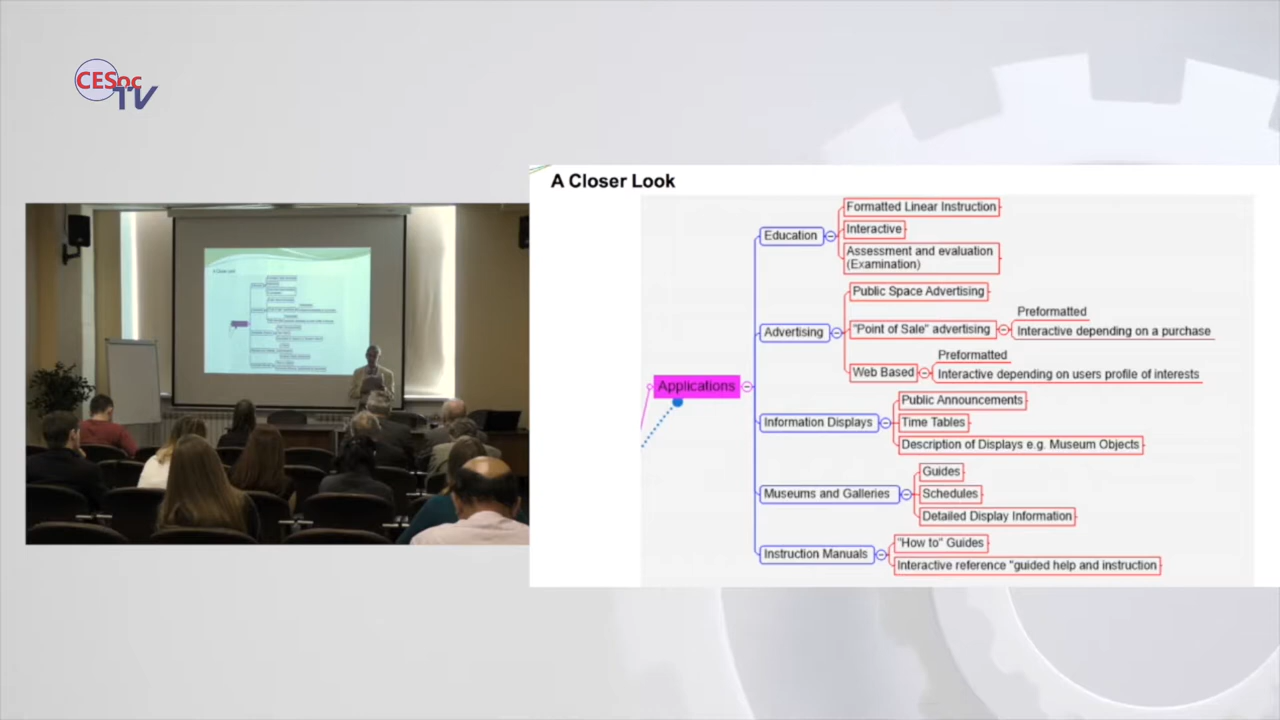 CESoc
TV
A Closer Look
Applications
Education
Formatted Linear Instruction
Interactive
Assessment and evaluation
(Examination)
Advertising
Public Space Advertising
"Point of Sale" advertising
Preformatted
Interactive depending on a purchase
Web Based
Preformatted
Interactive depending on users profile of interests
Information Displays
Public Announcements
Time Tables
Description of Displays e.g. Museum Objects
Museums and Galleries
Guides
Schedules
Detailed Display Information
Instruction Manuals
"How to" Guides
Interactive reference "guided help and instruction
A Closer Look